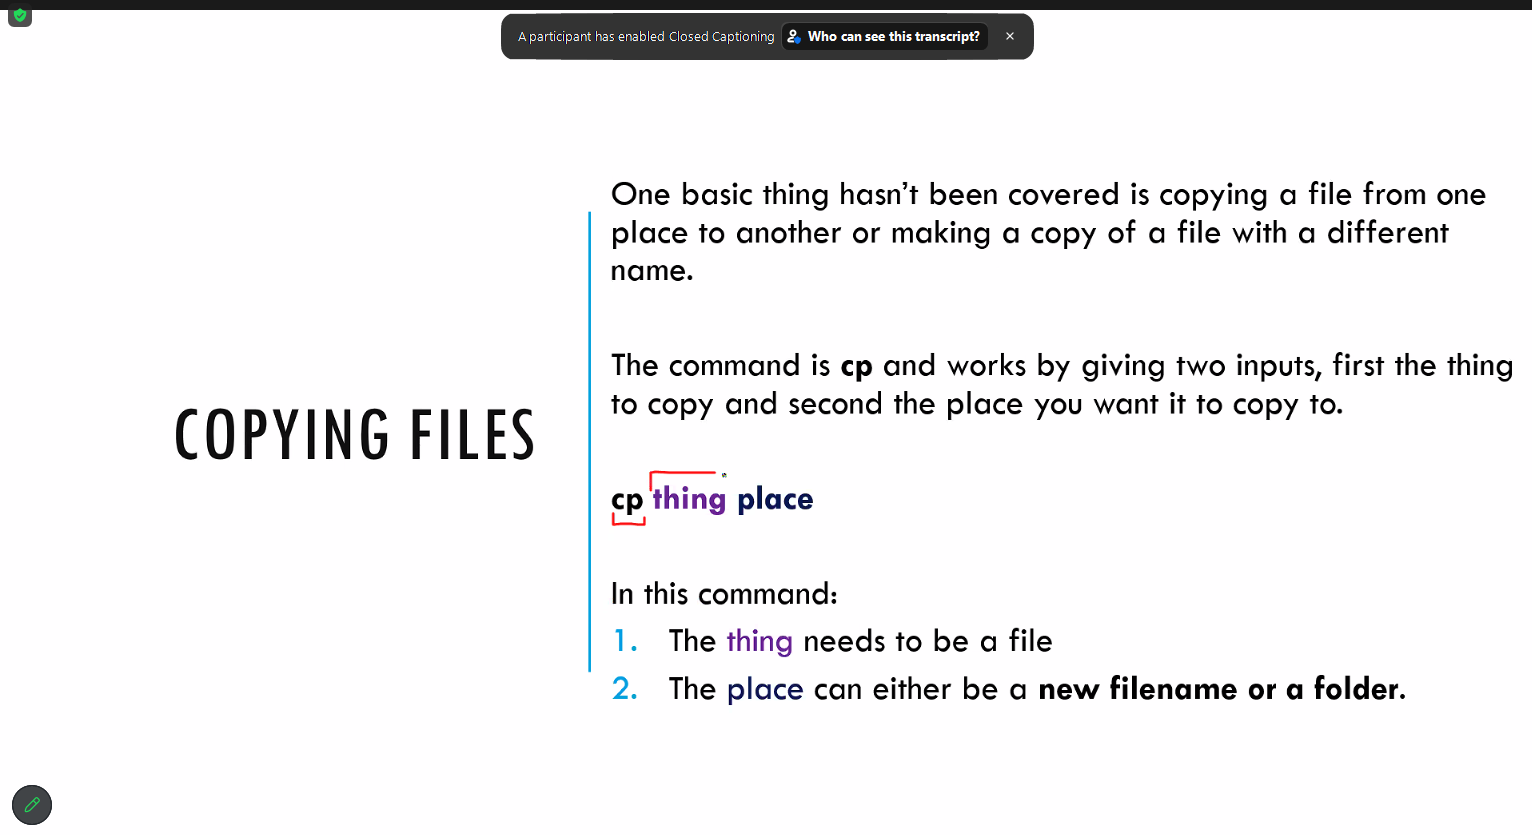 A participant has enabled Closed Captioning Who can see this transcript?
One basic thing hasn't been covered is copying a file from one
place to another or making a copy of a file with a different
name.
The command is cp and works by giving two inputs, first the thing
to copy and second the place you want it to copy to.
COPYING FILES
cp thing place
In this command:
1. The thing needs to be a file
2. The place can either be a new filename or a folder.